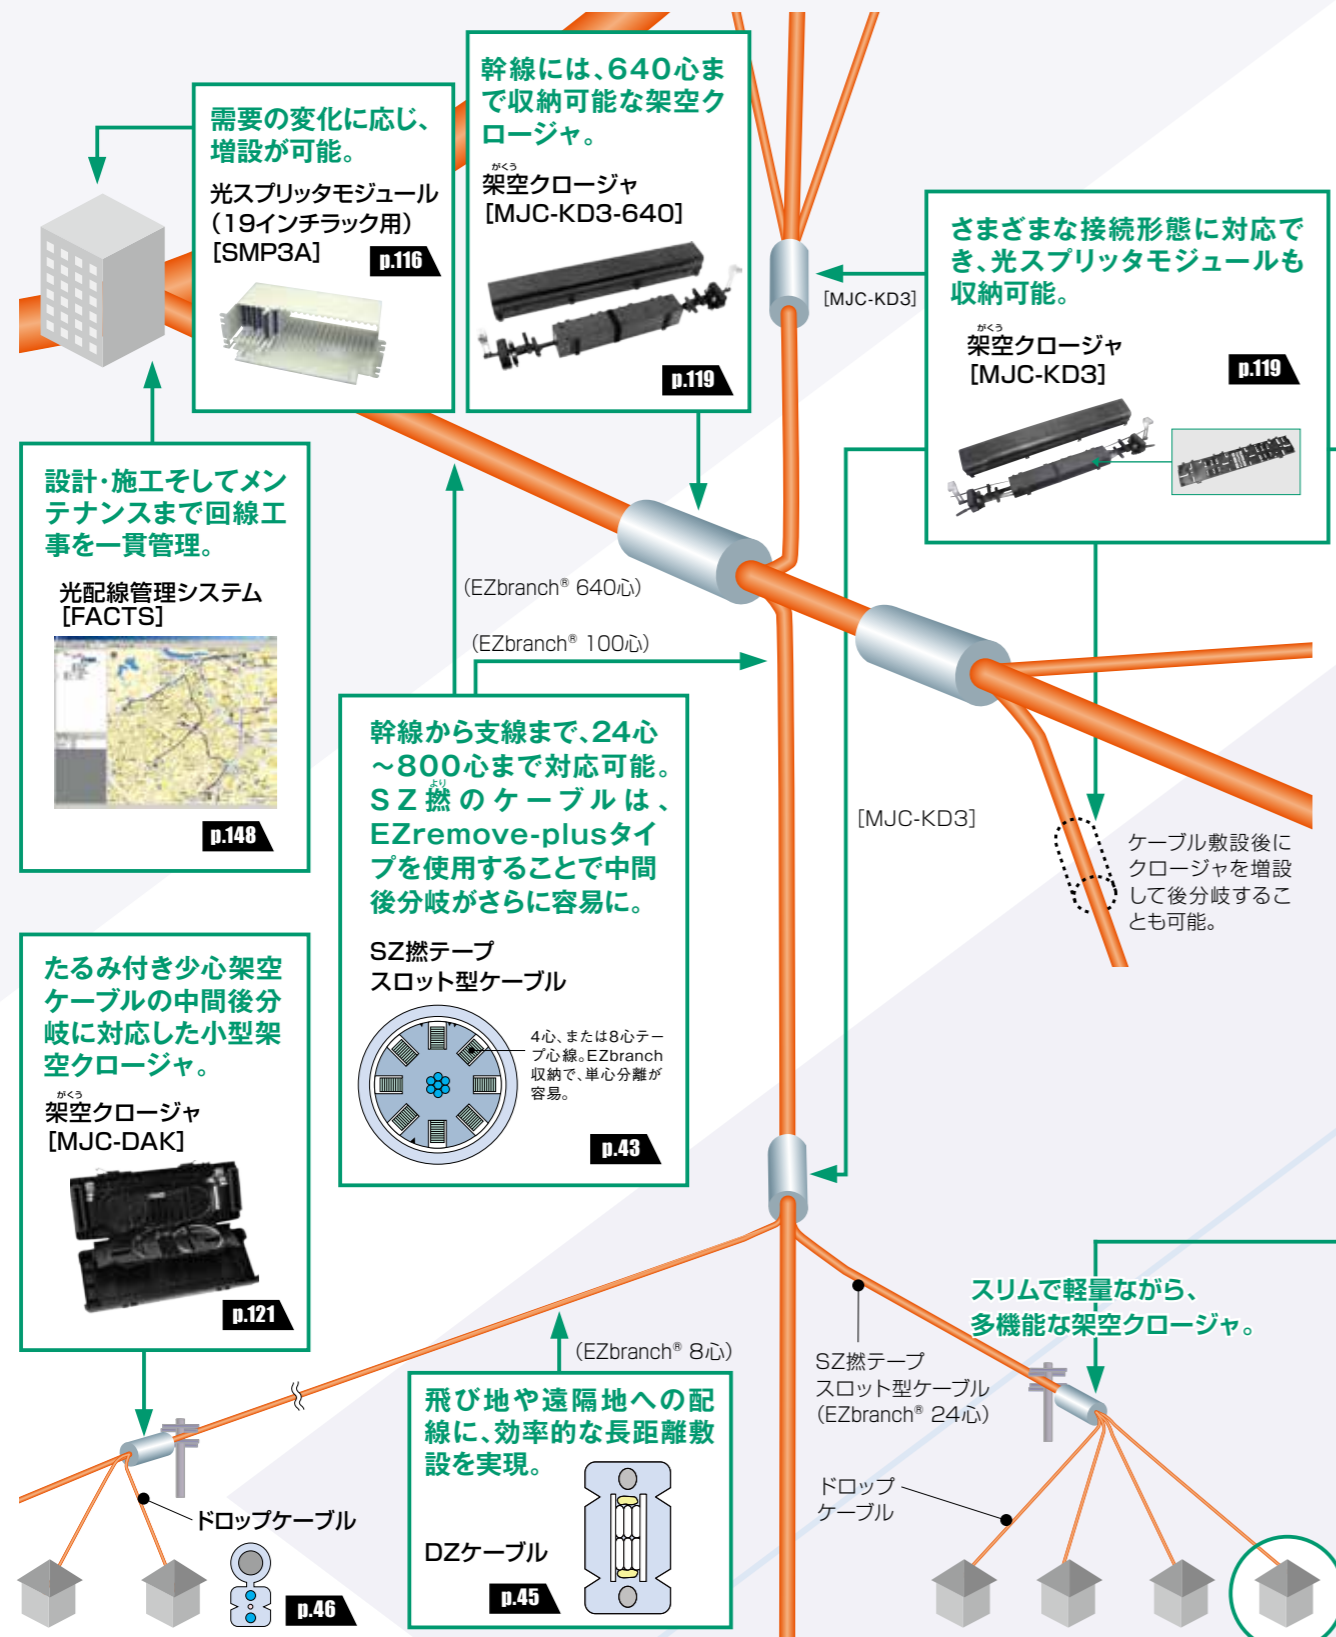 需要の変化に応じ、
増設が可能。
光スプリッタモジュール
(19インチラック用)
[SMP3A]
p.116
幹線には、640心ま
で収納可能な架空ク
ロージャ。
がくう
架空クロージャ
[MJC-KD3-640]
p.119
[MJC-KD3]
さまざまな接続形態に対応で
き、光スプリッタモジュールも
収納可能。
がくう
架空クロージャ
[MJC-KD3]
p.119
設計・施工そしてメン
テナンスまで回線工
事を一貫管理。
光配線管理システム
[FACTS]
p.148
(EZbranch® 640心)
(EZbranch® 100心)
幹線から支線まで、24心
～800心まで対応可能。
より
SZ撚のケーブルは、
EZremove-plusタイ
プを使用することで中間
後分岐がさらに容易に。
SZ撚テープ
スロット型ケーブル
4心、または8心テー
プ心線。EZbranch
収納で、単心分離が
容易。
p.43
[MJC-KD3]
ケーブル敷設後に
クロージャを増設
して後分岐するこ
とも可能。
たるみ付き少心架空
ケーブルの中間後分
岐に対応した小型架
空クロージャ。
がくう
架空クロージャ
[MJC-DAK]
p.121
(EZbranch® 8心)
飛び地や遠隔地への配
線に、効率的な長距離敷
設を実現。
DZケーブル
p.45
スリムで軽量ながら、
多機能な架空クロージャ。
SZ撚テープ
スロット型ケーブル
(EZbranch® 24心)
ドロップ
ケーブル
ドロップケーブル
p.46